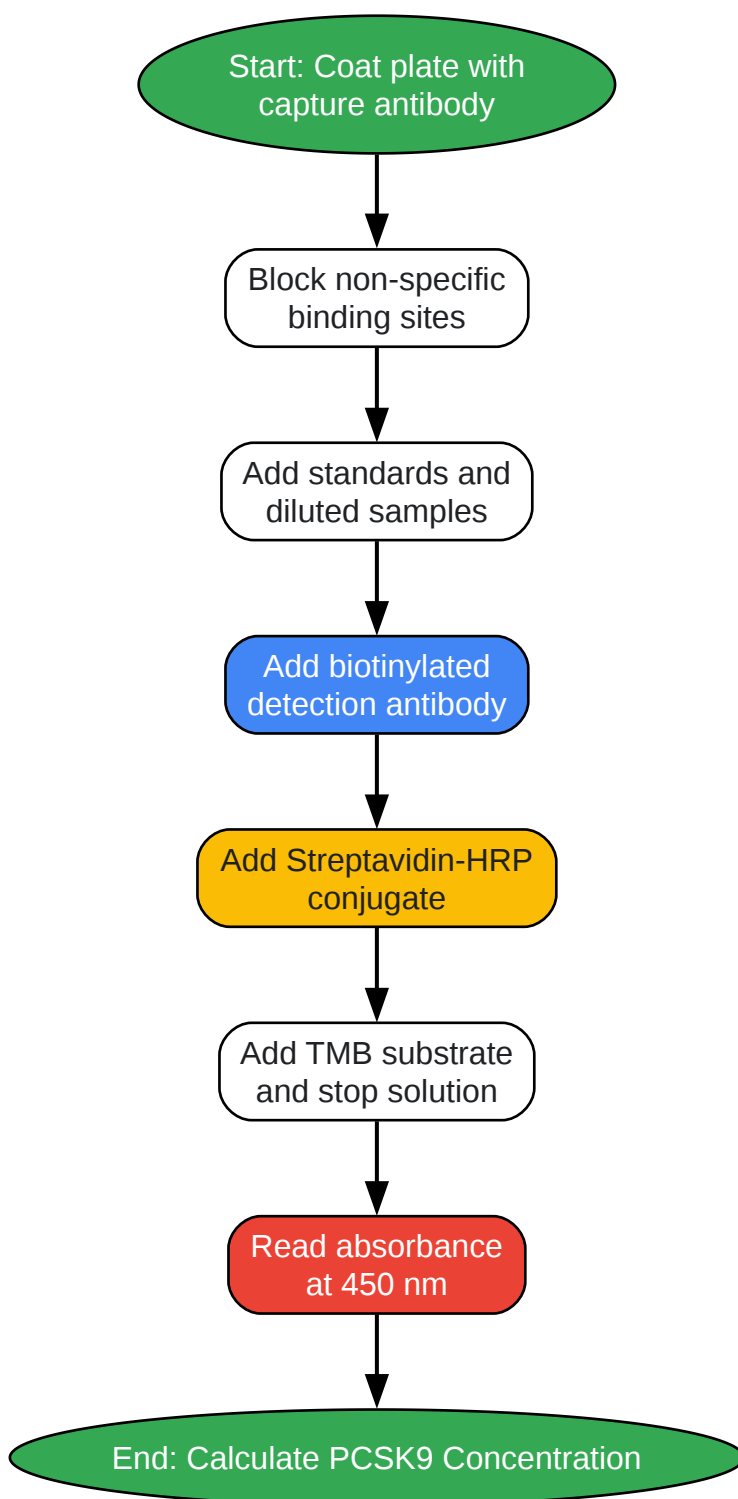 Start: Coat plate with
capture antibody
Block non-specific
binding sites
Add standards and
diluted samples
Add biotinylated
detection antibody
Add Streptavidin-HRP
conjugate
Add TMB substrate
and stop solution
Read absorbance
at 450 nm
End: Calculate PCSK9 Concentration